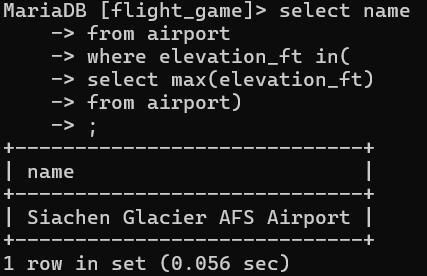 MariaDB [flight_game]> select name
    -> from airport
    -> where elevation_ft in(
    -> select max(elevation_ft)
    -> from airport)
    -> ;
+----------------------------+
| name                       |
+----------------------------+
| Siachen Glacier AFS Airport |
+----------------------------+
1 row in set (0.056 sec)